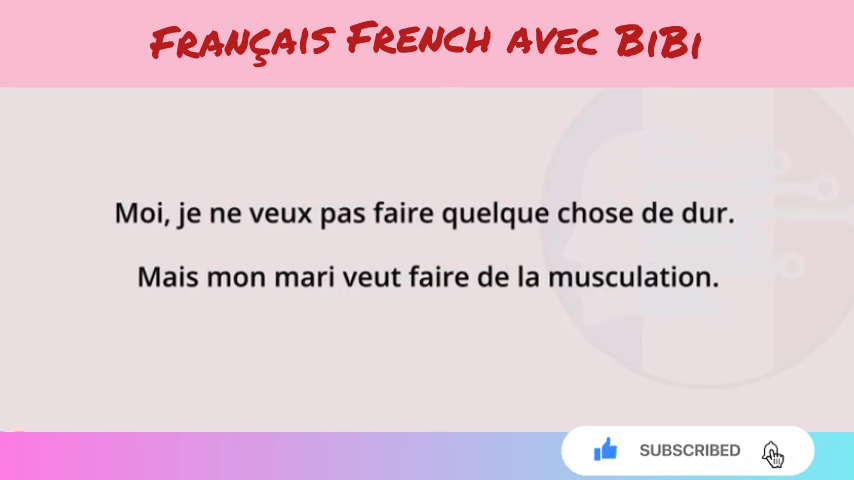 Français French avec BiBi
Moi, je ne veux pas faire quelque chose de dur.
Mais mon mari veut faire de la musculation.
SUBSCRIBED